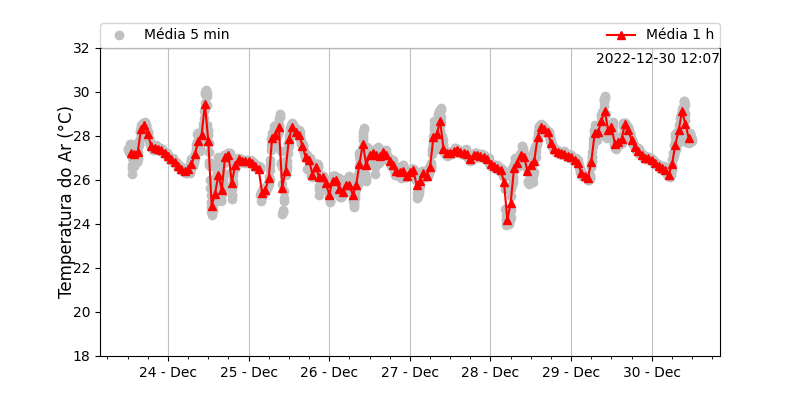 Média 5 min
Média 1 h
2022-12-30 12:07
Temperatura do Ar (°C)
32
30
28
26
24
22
20
18
24 - Dec
25 - Dec
26 - Dec
27 - Dec
28 - Dec
29 - Dec
30 - Dec